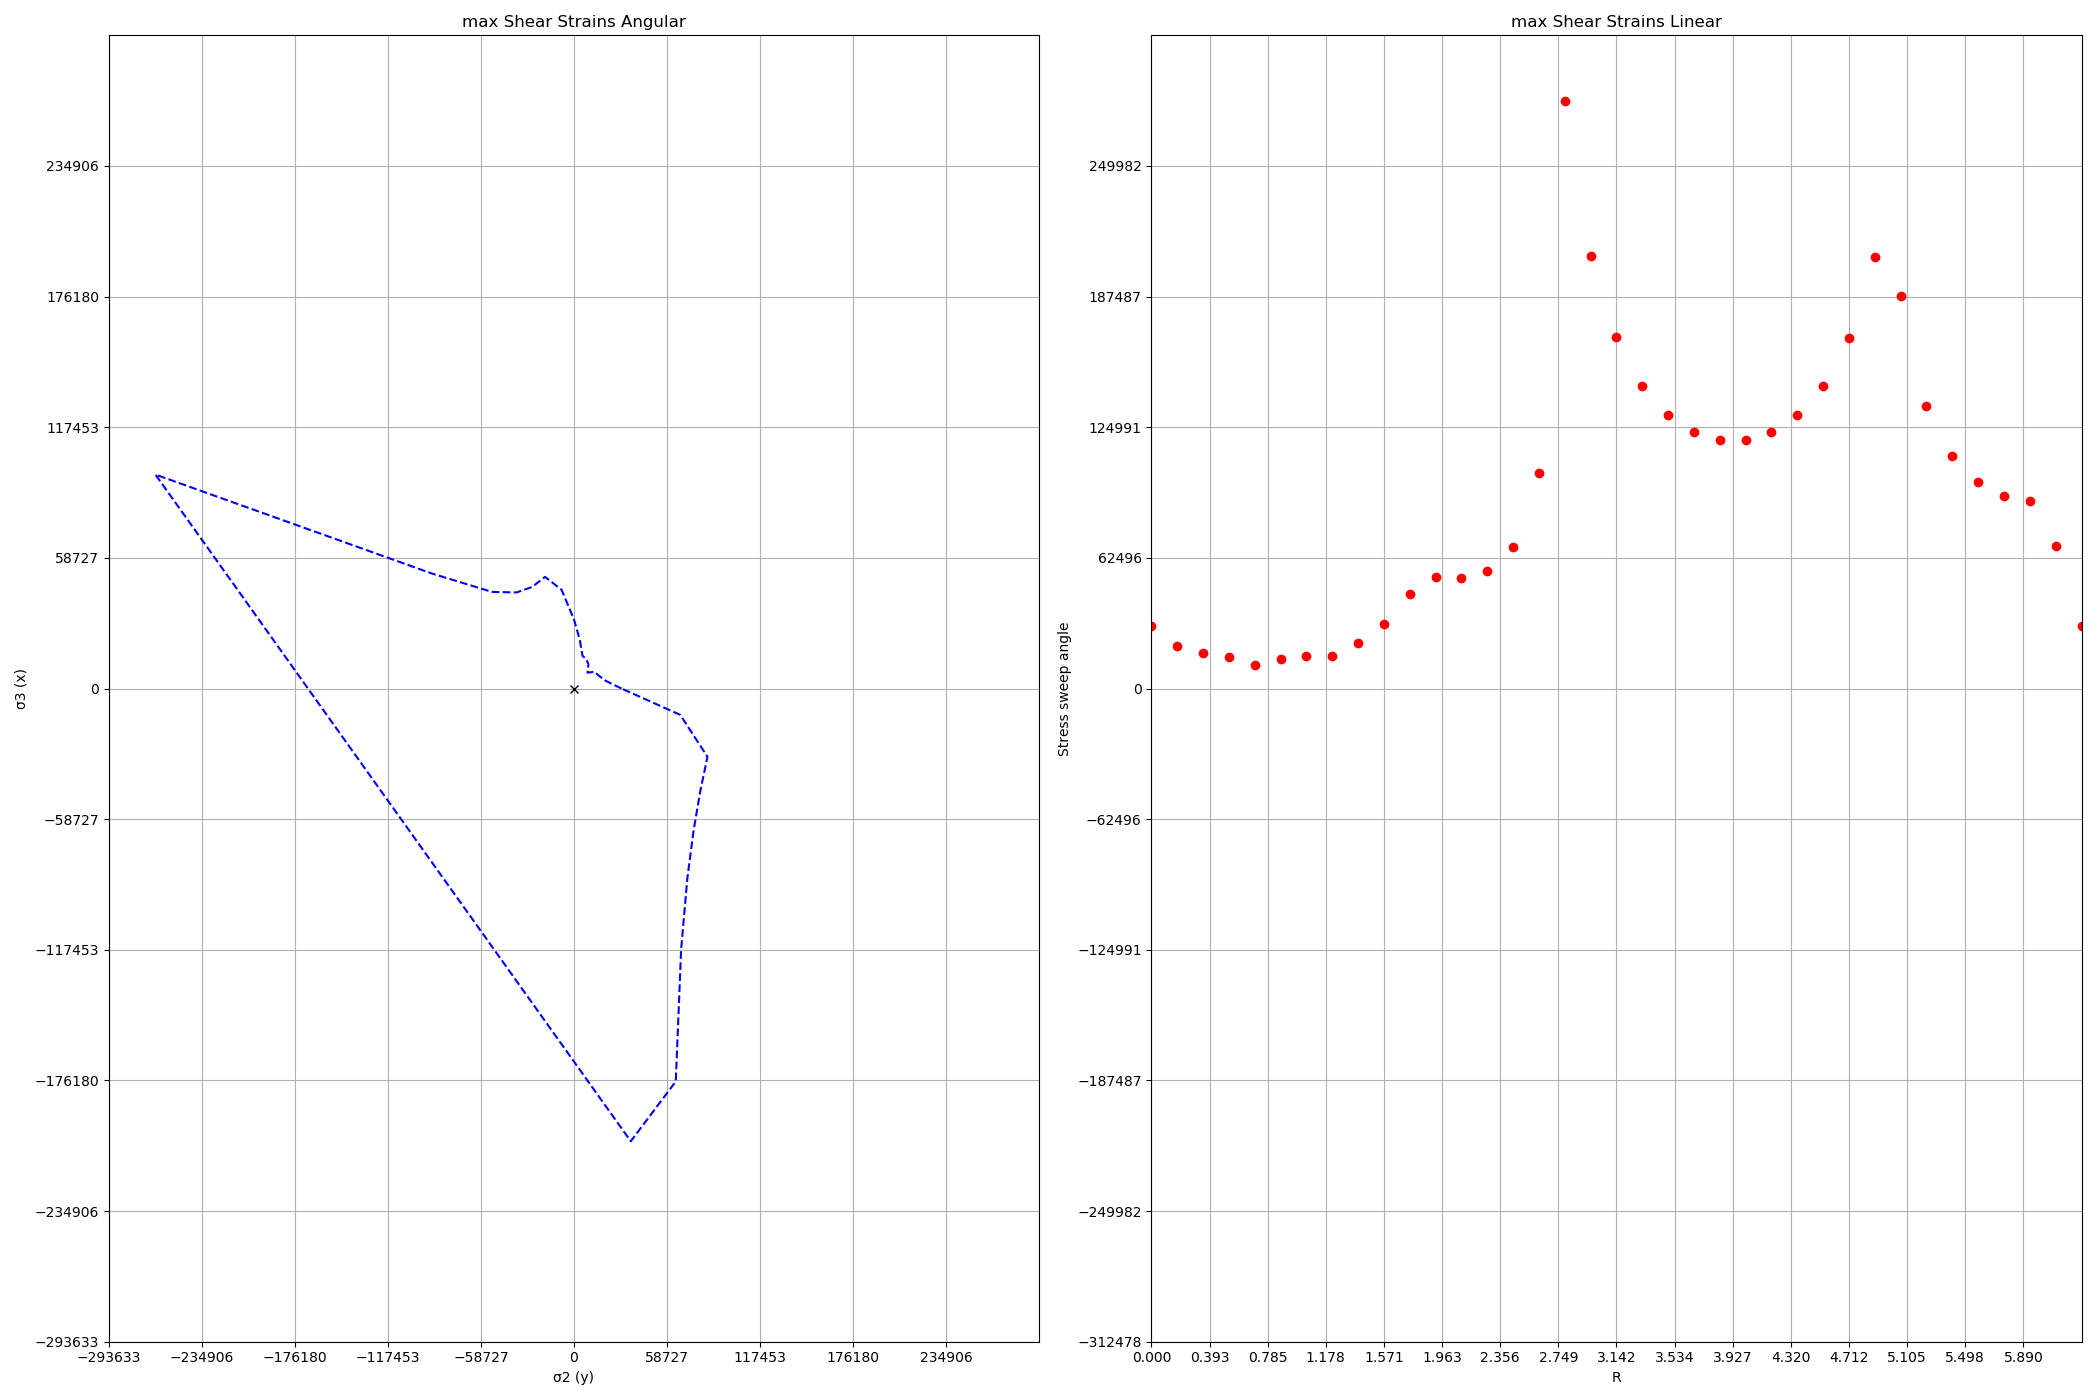 max Shear Strains Angular
234906
176180
117453
58727
0
−58727
−117453
−176180
−234906
−293633
σ3 (x)
−293633 −234906 −176180 −117453 −58727 0 58727 117453 176180 234906
σ2 (y)
max Shear Strains Linear
249982
187487
124991
62496
0
−62496
−124991
−187487
−249982
−312478
Stress sweep angle
0.000 0.393 0.785 1.178 1.571 1.963 2.356 2.749 3.142 3.534 3.927 4.320 4.712 5.105 5.498 5.890
R